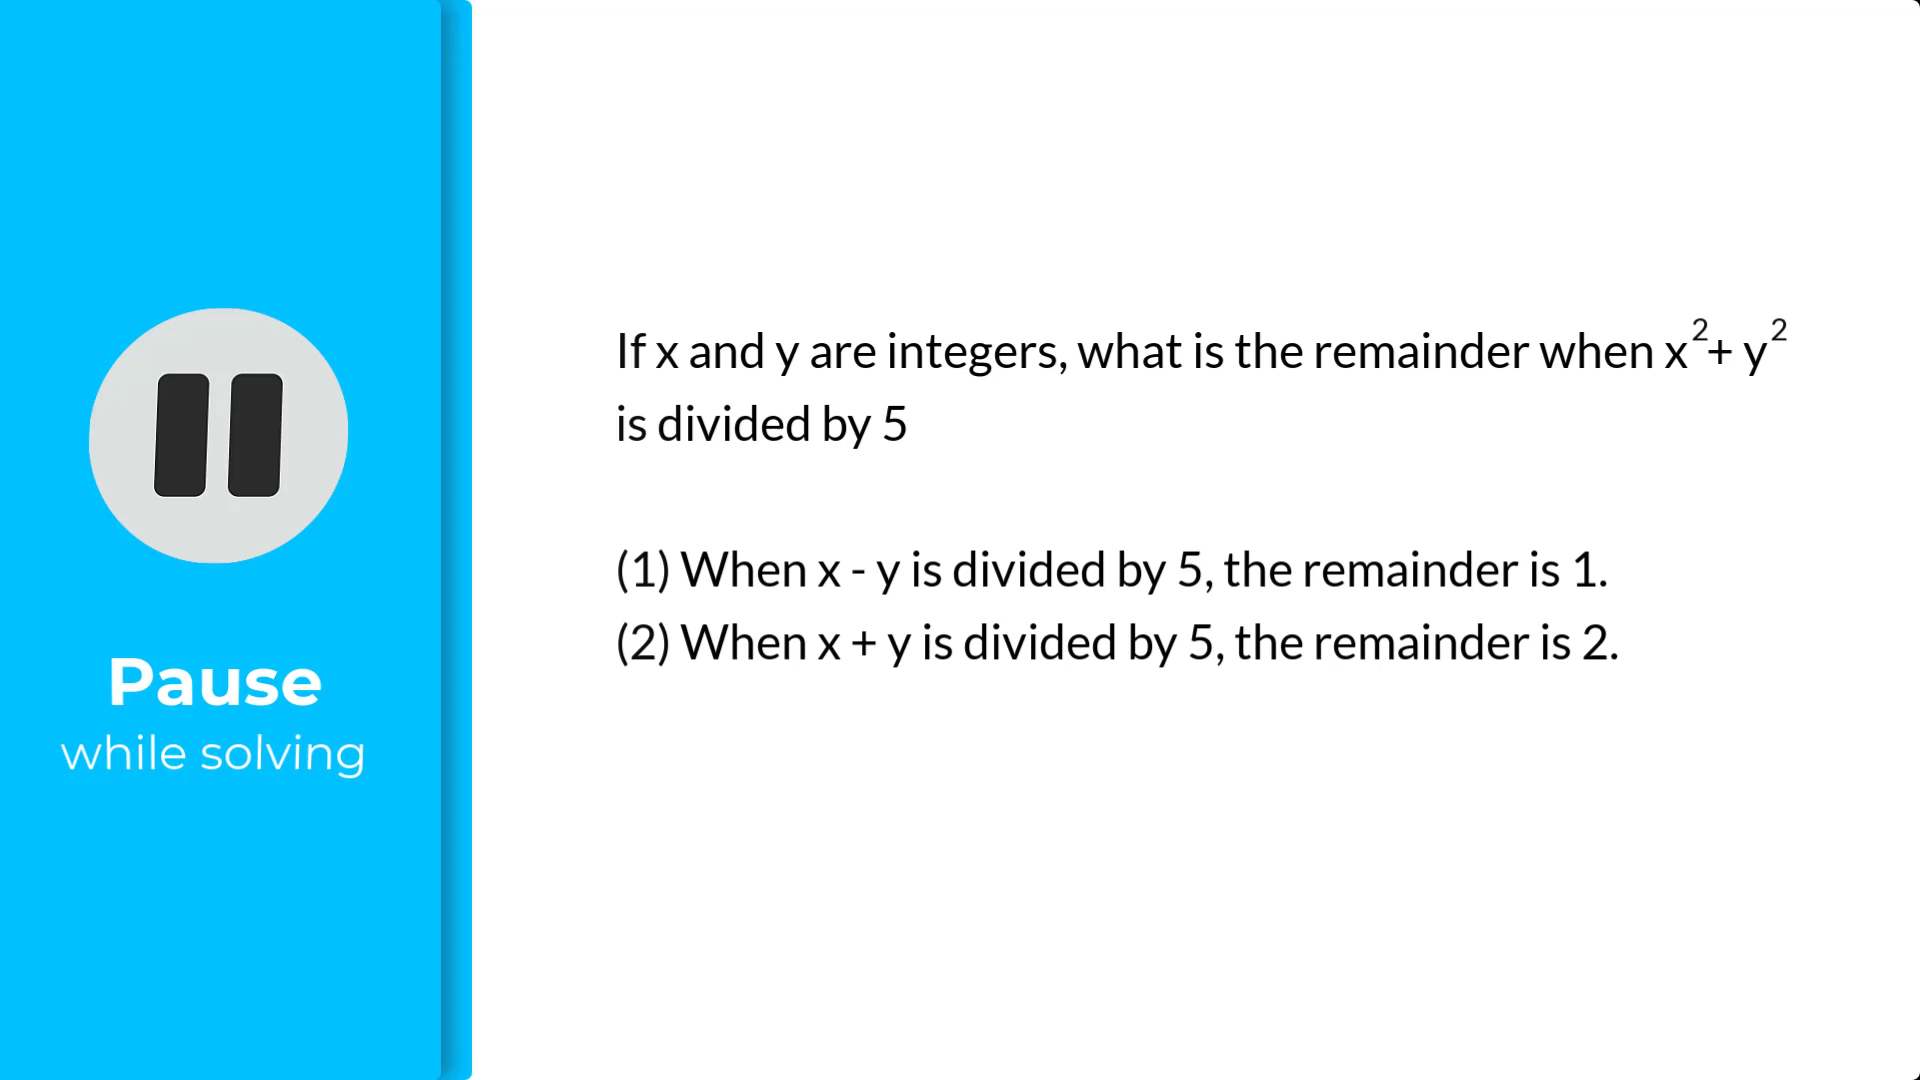 Pause
while solving
If x and y are integers, what is the remainder when x²+ y²
is divided by 5
(1) When x - y is divided by 5, the remainder is 1.
(2) When x + y is divided by 5, the remainder is 2.